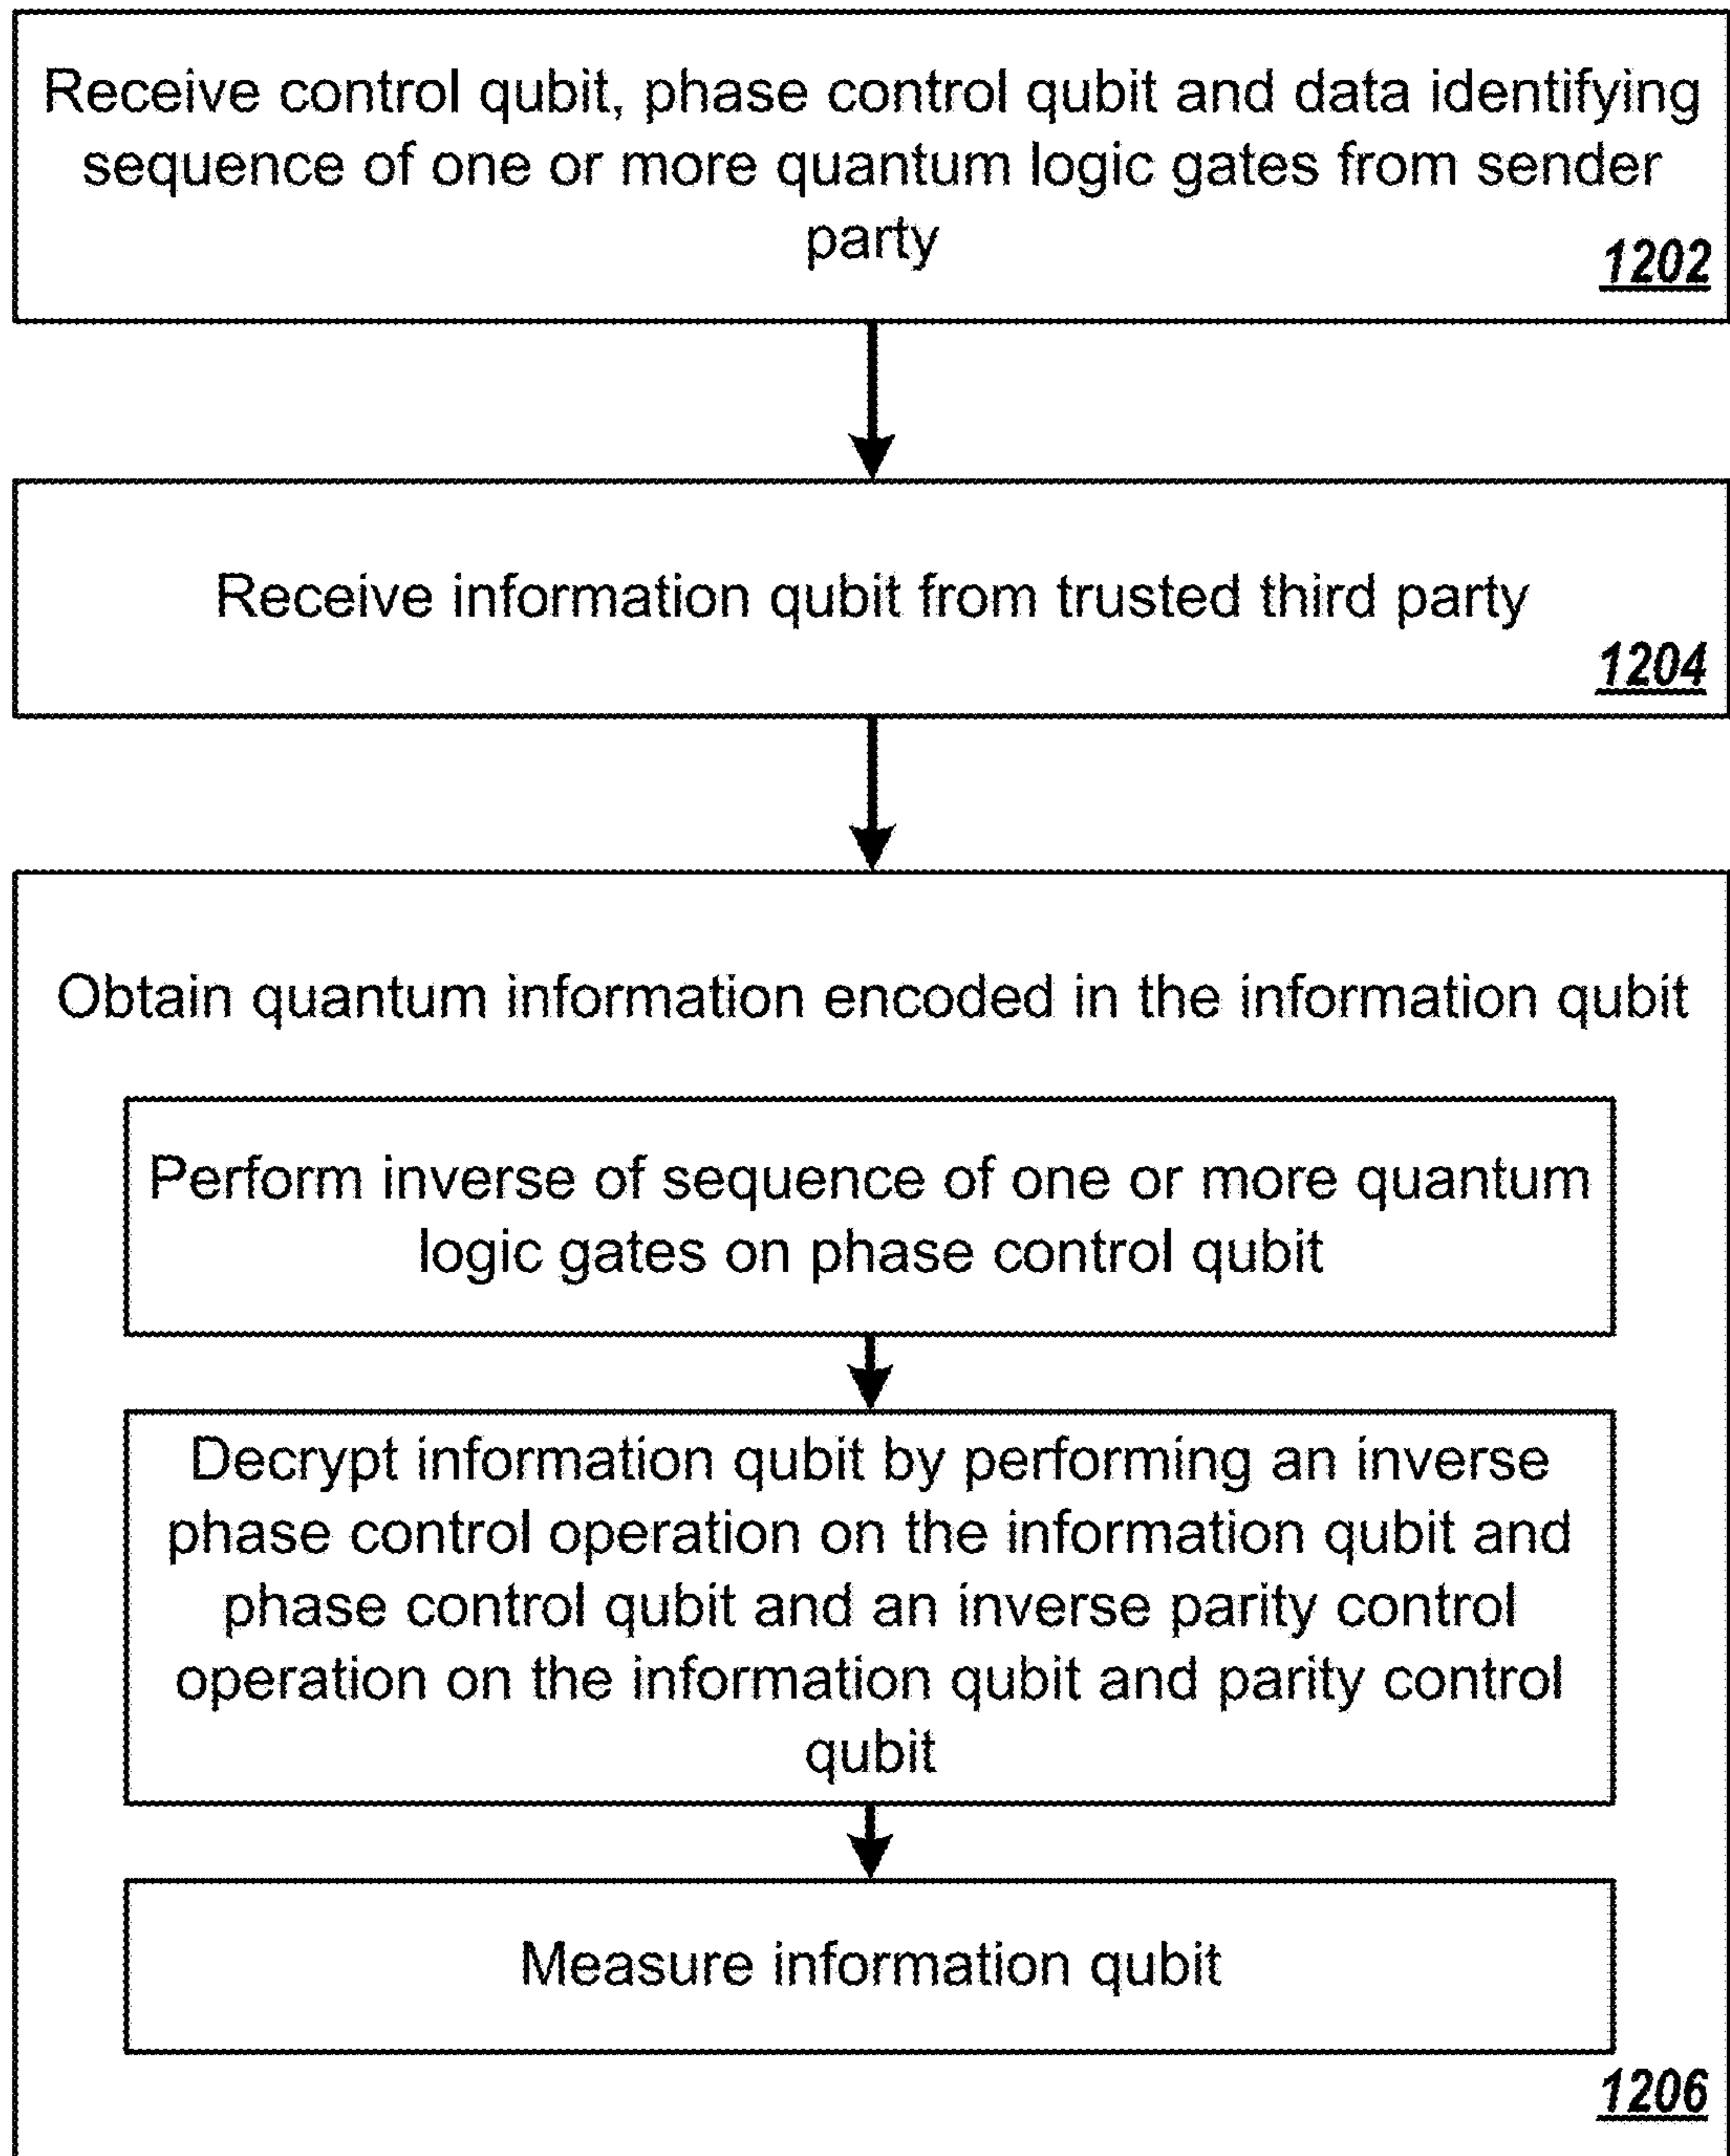 Receive control qubit, phase control qubit and data identifying
sequence of one or more quantum logic gates from sender
party
1202
Receive information qubit from trusted third party
1204
Obtain quantum information encoded in the information qubit
Perform inverse of sequence of one or more quantum
logic gates on phase control qubit
Decrypt information qubit by performing an inverse
phase control operation on the information qubit and
phase control qubit and an inverse parity control
operation on the information qubit and parity control
qubit
Measure information qubit
1206